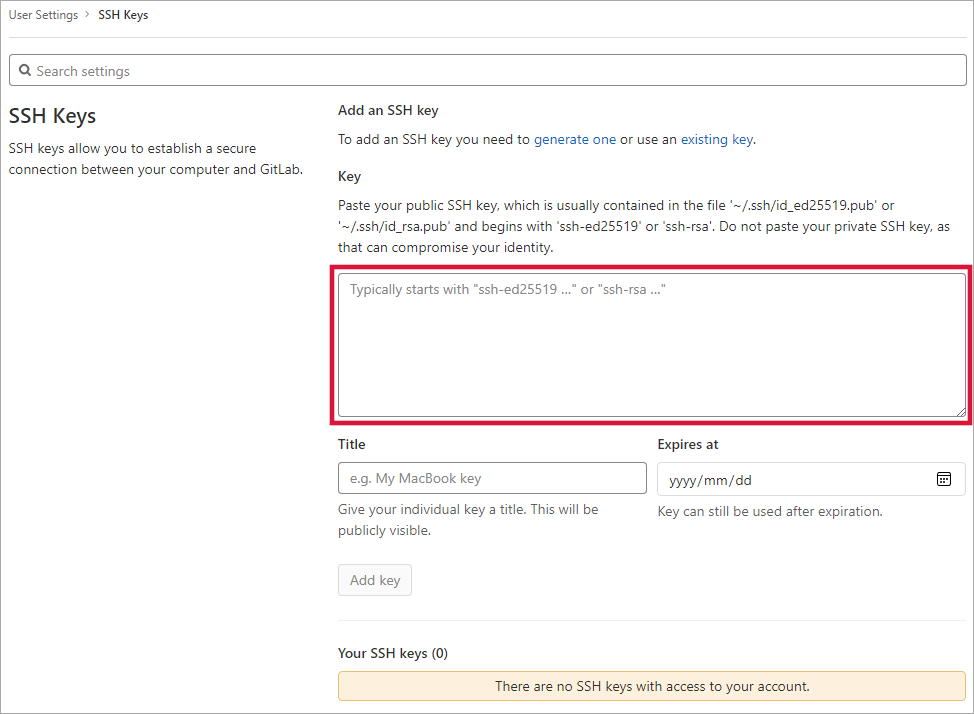 User Settings > SSH Keys
Search settings
SSH Keys
SSH keys allow you to establish a secure
connection between your computer and GitLab.
Add an SSH key
To add an SSH key you need to generate one or use an existing key.
Key
Paste your public SSH key, which is usually contained in the file '~/.ssh/id_ed25519.pub' or
'~/.ssh/id_rsa.pub' and begins with 'ssh-ed25519' or 'ssh-rsa'. Do not paste your private SSH key, as
that can compromise your identity.
Typically starts with "ssh-ed25519 ..." or "ssh-rsa ..."
Title
e.g. My MacBook key
Give your individual key a title. This will be
publicly visible.
Expires at
yyyy/mm/dd
Key can still be used after expiration.
Add key
Your SSH keys (0)
There are no SSH keys with access to your account.